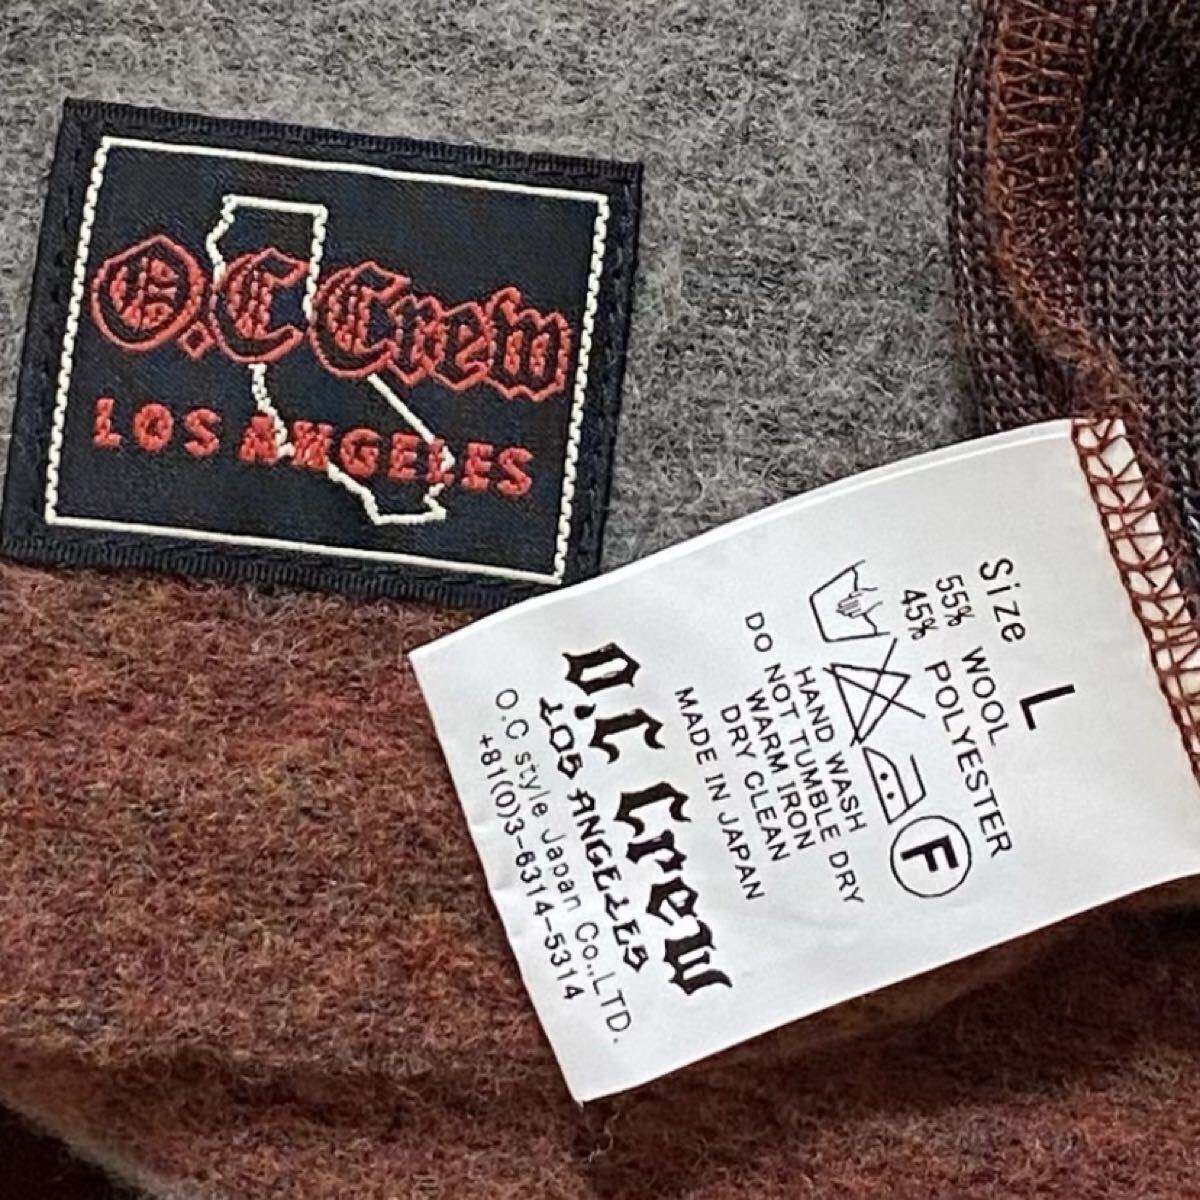 O.C Crew
LOS ANGELES
Size L
55% WOOL
45% POLYESTER
F
HAND WASH
DO NOT TUMBLE DRY
WARM IRON
DRY CLEAN
MADE IN JAPAN
O.C Crew
LOS ANGELES
O.C style Japan Co.,LTD.
+81(0)3-6314-5314